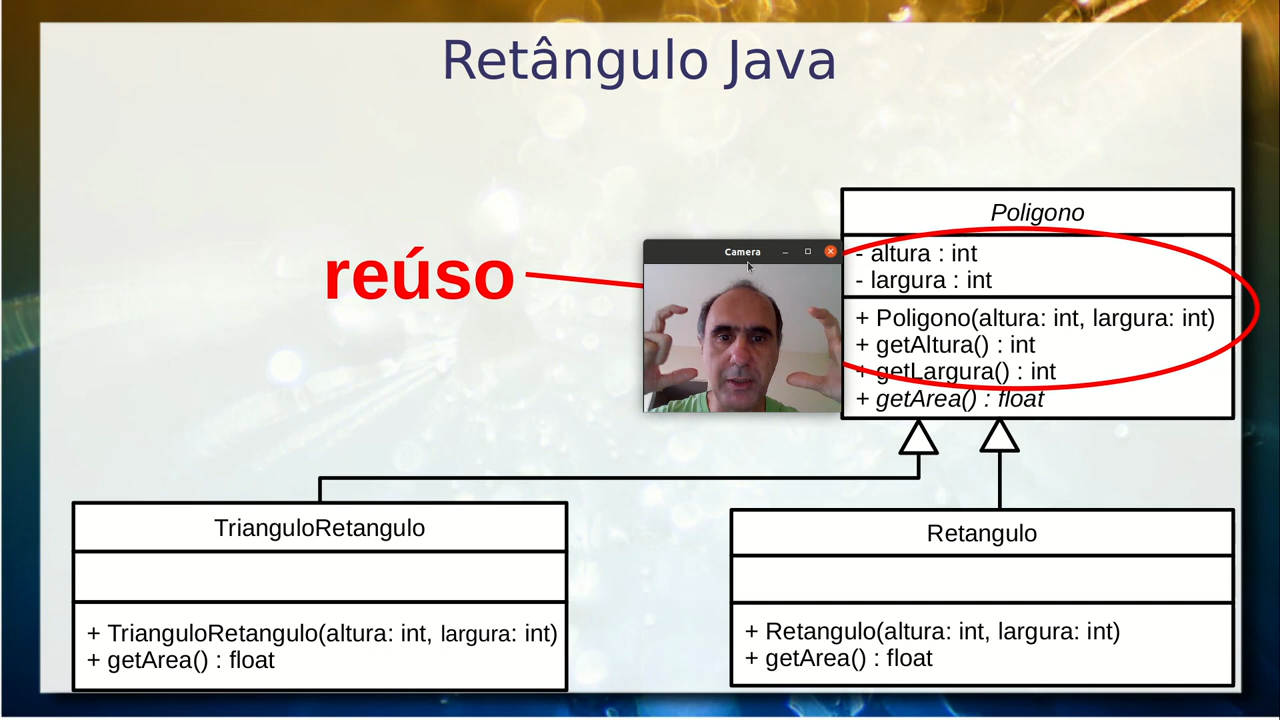 Retângulo Java
Poligono
reúso
Camera
- altura : int
- largura : int
+ Poligono(altura: int, largura: int)
+ getAltura() : int
+ getLargura() : int
+ getArea() : float
TrianguloRetangulo
+ TrianguloRetangulo(altura: int, largura: int)
+ getArea() : float
Retangulo
+ Retangulo(altura: int, largura: int)
+ getArea() : float